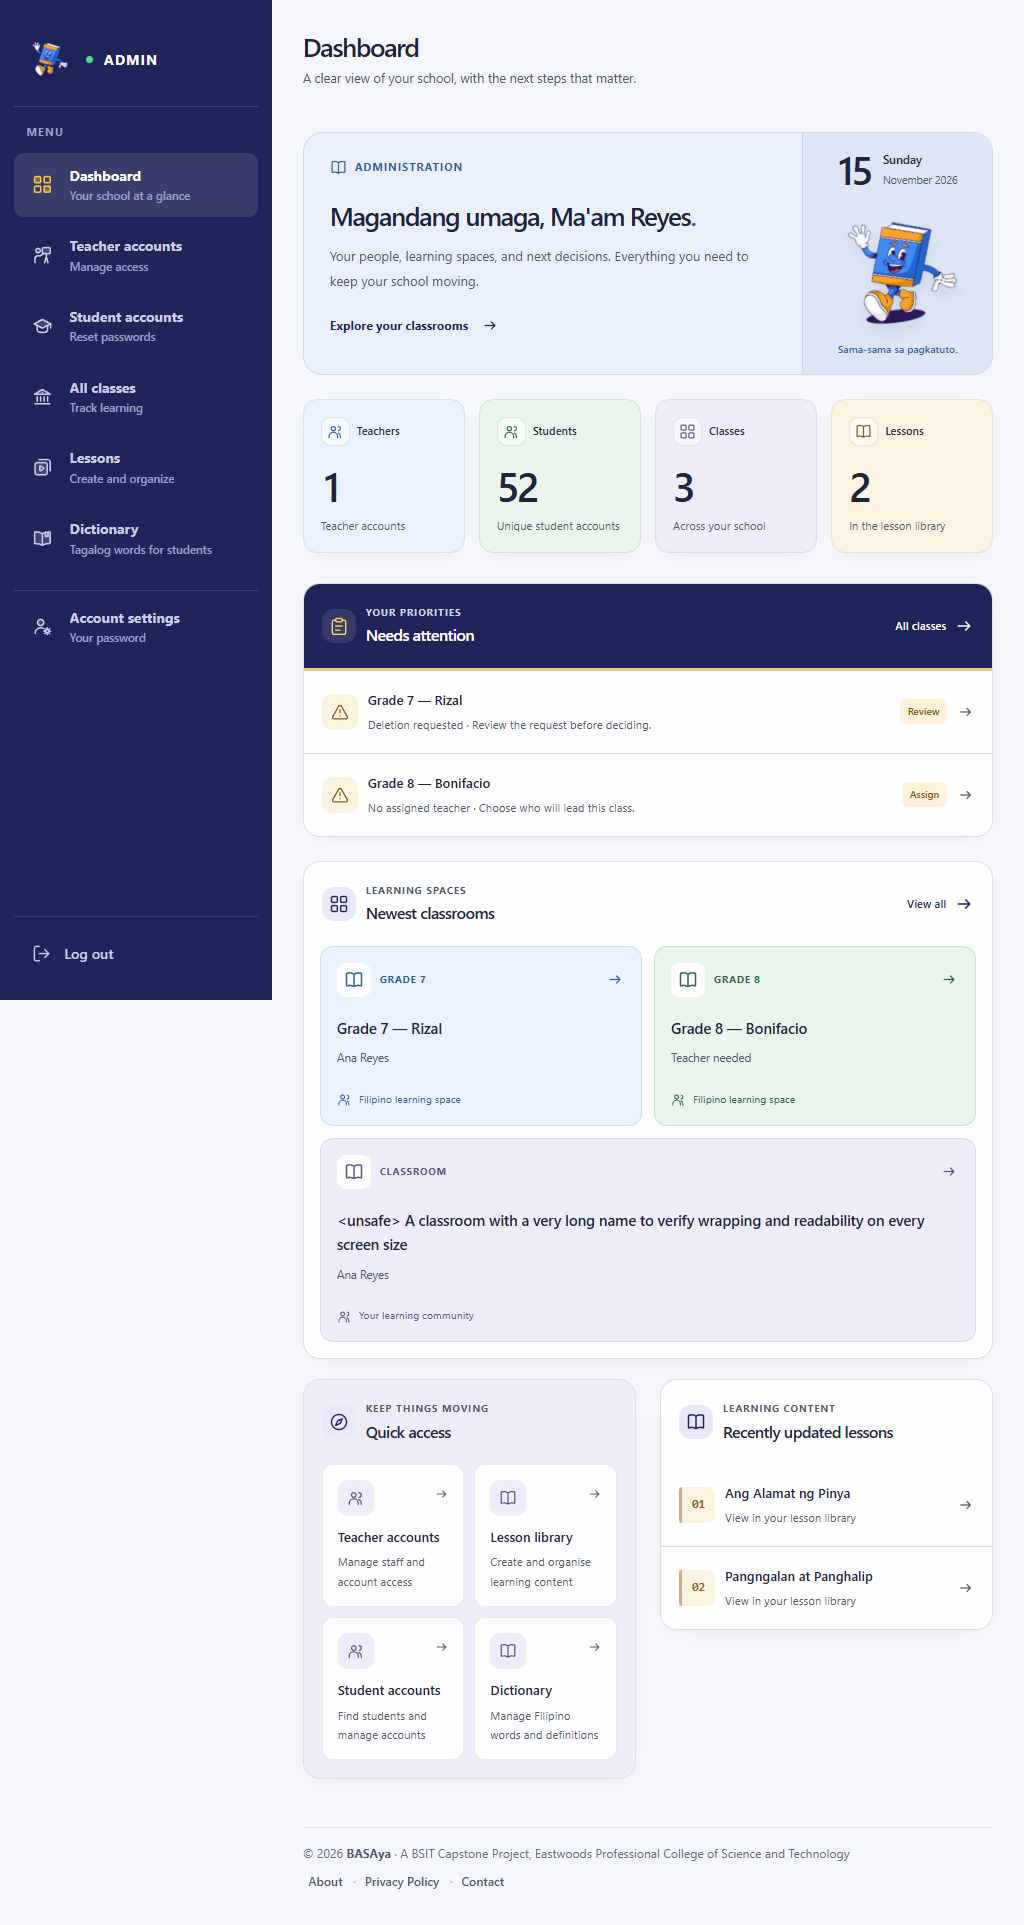 ADMIN
MENU
Dashboard
Your school at a glance
Teacher accounts
Manage access
Student accounts
Reset passwords
All classes
Track learning
Lessons
Create and organize
Dictionary
Tagalog words for students
Account settings
Your password
Log out
Dashboard
A clear view of your school, with the next steps that matter.
ADMINISTRATION
Magandang umaga, Ma'am Reyes.
Your people, learning spaces, and next decisions. Everything you need to
keep your school moving.
Explore your classrooms
15
Sunday
November 2026
Sama-sama sa pagkatuto.
Teachers
1
Teacher accounts
Students
52
Unique student accounts
Classes
3
Across your school
Lessons
2
In the lesson library
YOUR PRIORITIES
Needs attention
All classes
Grade 7 — Rizal
Deletion requested · Review the request before deciding.
Review
Grade 8 — Bonifacio
No assigned teacher · Choose who will lead this class.
Assign
LEARNING SPACES
Newest classrooms
View all
GRADE 7
Grade 7 — Rizal
Ana Reyes
Filipino learning space
GRADE 8
Grade 8 — Bonifacio
Teacher needed
Filipino learning space
CLASSROOM
<unsafe> A classroom with a very long name to verify wrapping and readability on every
screen size
Ana Reyes
Your learning community
KEEP THINGS MOVING
Quick access
Teacher accounts
Manage staff and
account access
Lesson library
Create and organise
learning content
Student accounts
Find students and
manage accounts
Dictionary
Manage Filipino
words and definitions
LEARNING CONTENT
Recently updated lessons
01
Ang Alamat ng Pinya
View in your lesson library
02
Pangngalan at Panghalip
View in your lesson library
© 2026 BASAya · A BSIT Capstone Project, Eastwoods Professional College of Science and Technology
About · Privacy Policy · Contact